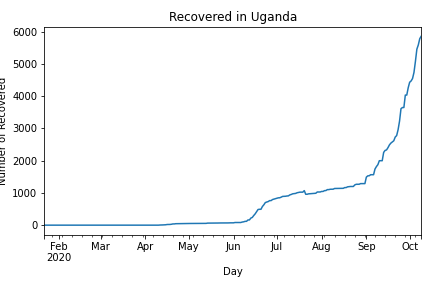 Recovered in Uganda
Number of Recovered
6000
5000
4000
3000
2000
1000
0
Feb Mar Apr May Jun Jul Aug Sep Oct
2020
Day